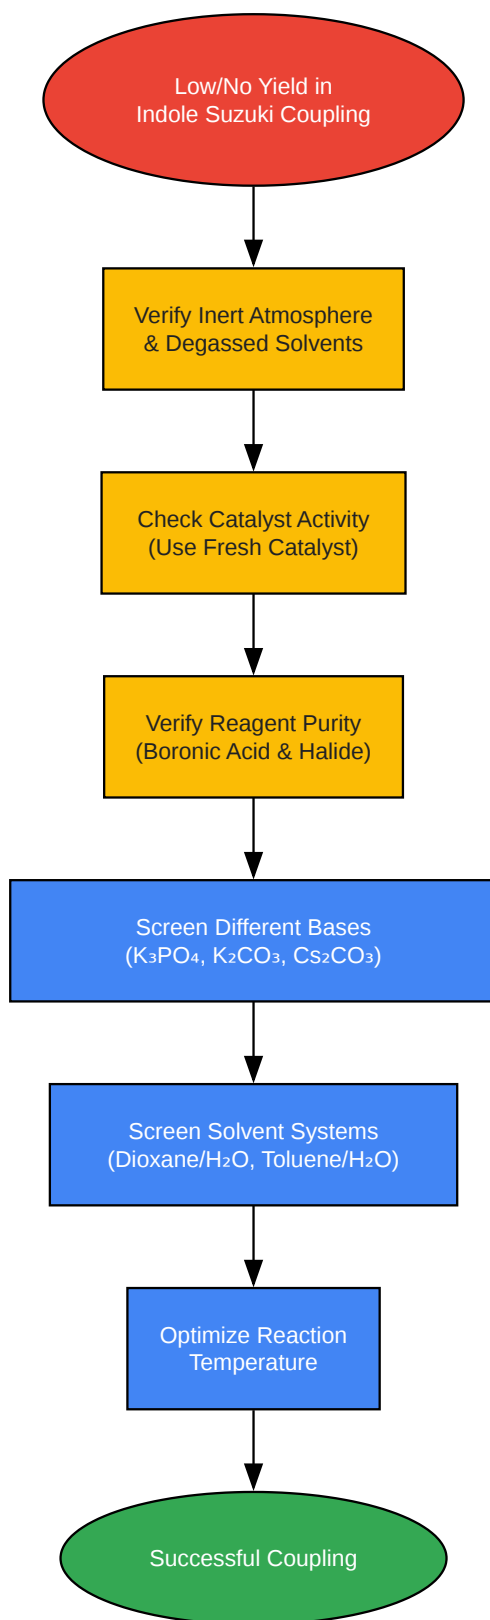 Low/No Yield in
Indole Suzuki Coupling
Verify Inert Atmosphere
& Degassed Solvents
Check Catalyst Activity
(Use Fresh Catalyst)
Verify Reagent Purity
(Boronic Acid & Halide)
Screen Different Bases
(K₃PO₄, K₂CO₃, Cs₂CO₃)
Screen Solvent Systems
(Dioxane/H₂O, Toluene/H₂O)
Optimize Reaction
Temperature
Successful Coupling